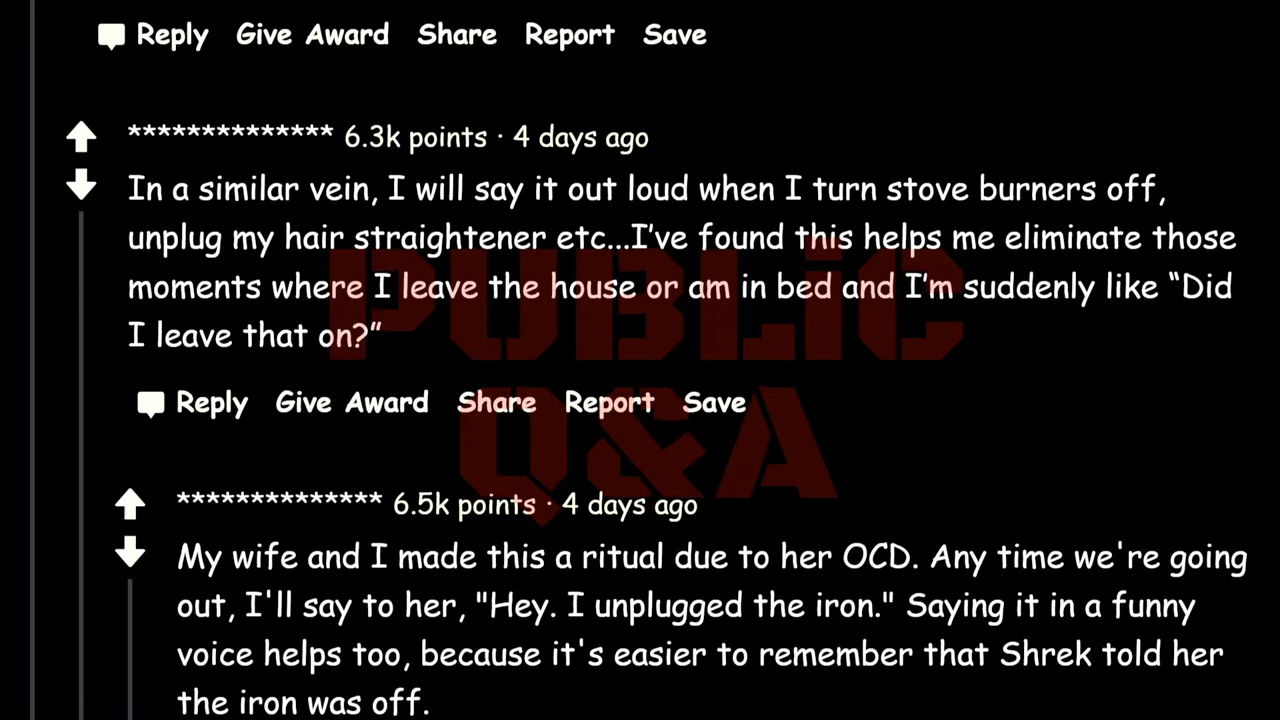 Reply Give Award Share Report Save
************** 6.3k points · 4 days ago
In a similar vein, I will say it out loud when I turn stove burners off,
unplug my hair straightener etc...I've found this helps me eliminate those
moments where I leave the house or am in bed and I'm suddenly like “Did
I leave that on?”
PUBLiC
Reply Give Award Share Report Save
Q&A
************** 6.5k points · 4 days ago
My wife and I made this a ritual due to her OCD. Any time we're going
out, I'll say to her, "Hey. I unplugged the iron." Saying it in a funny
voice helps too, because it's easier to remember that Shrek told her
the iron was off.